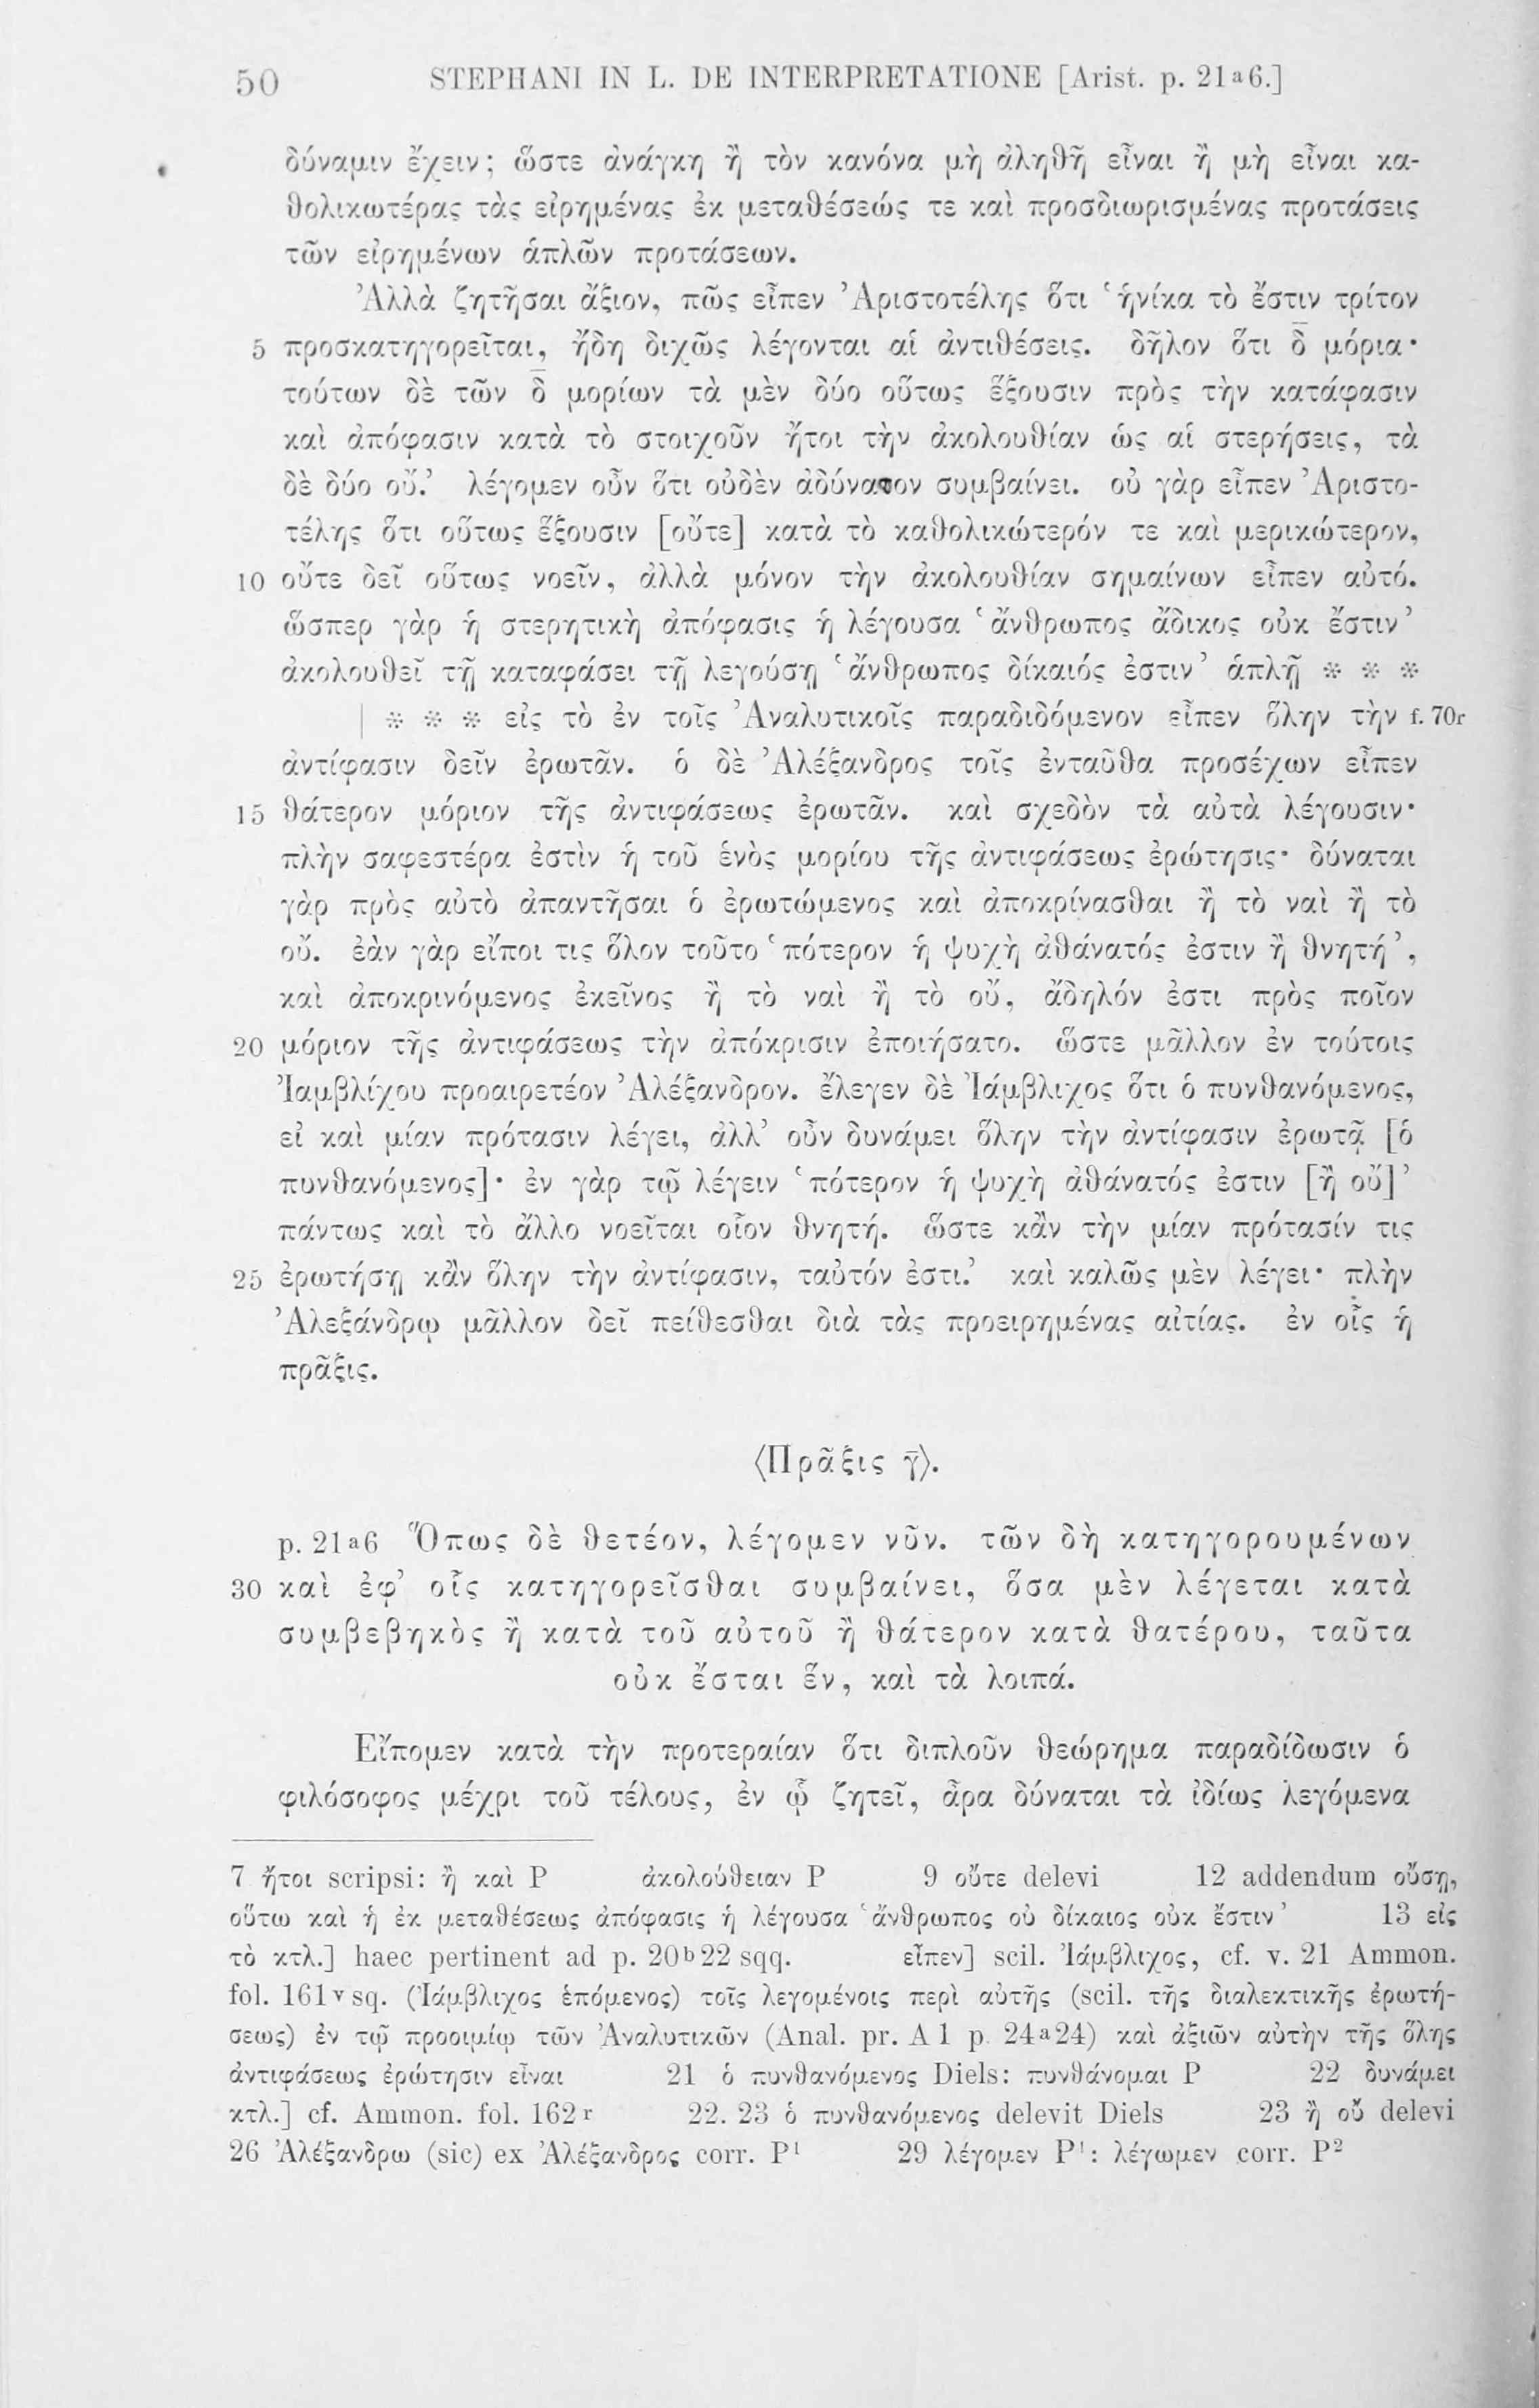 50 STEPHANI IN L. DE INTERPRETATIONE [Arist. p. 21a6.]
δύναμιν ἔχειν; ὥστε ἀνάγκη ἢ τὸν κανόνα μὴ ἀληθῆ εἶναι ἢ μὴ εἶναι κα-
θολικωτέρας τὰς εἰρημένας ἐκ μεταθέσεώς τε καὶ προσδιωρισμένας προτάσεις
τῶν εἰρημένων ἁπλῶν προτάσεων.
Ἀλλὰ ζητῆσαι ἄξιον, πῶς εἶπεν Ἀριστοτέλης ὅτι ‘ἡνίκα τὸ ἔστιν τρίτον
5 προσκατηγορεῖται, ἤδη διχῶς λέγονται αἱ ἀντιθέσεις. δῆλον ὅτι δ̄ μόρια·
τούτων δὲ τῶν δ̄ μορίων τὰ μὲν δύο οὕτως ἕξουσιν πρὸς τὴν κατάφασιν
καὶ ἀπόφασιν κατὰ τὸ στοιχοῦν ἤτοι τὴν ἀκολουθίαν ὡς αἱ στερήσεις, τὰ
δὲ δύο οὔ.’ λέγομεν οὖν ὅτι οὐδὲν ἀδύνατον συμβαίνει. οὐ γὰρ εἶπεν Ἀριστο-
τέλης ὅτι οὕτως ἕξουσιν [οὔτε] κατὰ τὸ καθολικώτερόν τε καὶ μερικώτερον,
10 οὔτε δεῖ οὕτως νοεῖν, ἀλλὰ μόνον τὴν ἀκολουθίαν σημαίνων εἶπεν αὐτό.
ὥσπερ γὰρ ἡ στερητικὴ ἀπόφασις ἡ λέγουσα ‘ἄνθρωπος ἄδικος οὐκ ἔστιν’
ἀκολουθεῖ τῇ καταφάσει τῇ λεγούσῃ ‘ἄνθρωπος δίκαιός ἐστιν’ ἁπλῇ * * *
| * * * εἰς τὸ ἐν τοῖς Ἀναλυτικοῖς παραδιδόμενον εἶπεν ὅλην τὴν f. 70r
ἀντίφασιν δεῖν ἐρωτᾶν. ὁ δὲ Ἀλέξανδρος τοῖς ἐνταῦθα προσέχων εἶπεν
15 θάτερον μόριον τῆς ἀντιφάσεως ἐρωτᾶν. καὶ σχεδὸν τὰ αὐτὰ λέγουσιν·
πλὴν σαφεστέρα ἐστὶν ἡ τοῦ ἑνὸς μορίου τῆς ἀντιφάσεως ἐρώτησις· δύναται
γὰρ πρὸς αὐτὸ ἀπαντῆσαι ὁ ἐρωτώμενος καὶ ἀποκρίνασθαι ἢ τὸ ναὶ ἢ τὸ
οὔ. ἐὰν γὰρ εἴποι τις ὅλον τοῦτο ‘πότερον ἡ ψυχὴ ἀθάνατός ἐστιν ἢ θνητή’,
καὶ ἀποκρινόμενος ἐκεῖνος ἢ τὸ ναὶ ἢ τὸ οὔ, ἄδηλόν ἐστι πρὸς ποῖον
20 μόριον τῆς ἀντιφάσεως τὴν ἀπόκρισιν ἐποιήσατο. ὥστε μᾶλλον ἐν τούτοις
Ἰαμβλίχου προαιρετέον Ἀλέξανδρον. ἔλεγεν δὲ Ἰάμβλιχος ὅτι ὁ πυνθανόμενος,
εἰ καὶ μίαν πρότασιν λέγει, ἀλλ’ οὖν δυνάμει ὅλην τὴν ἀντίφασιν ἐρωτᾷ [ὁ
πυνθανόμενος]· ἐν γὰρ τῷ λέγειν ‘πότερον ἡ ψυχὴ ἀθάνατός ἐστιν [ἢ οὔ]’
πάντως καὶ τὸ ἄλλο νοεῖται οἷον θνητή. ὥστε κἂν τὴν μίαν πρότασίν τις
25 ἐρωτήσῃ κἂν ὅλην τὴν ἀντίφασιν, ταὐτόν ἐστι.’ καὶ καλῶς μὲν λέγει· πλὴν
Ἀλεξάνδρῳ μᾶλλον δεῖ πείθεσθαι διὰ τὰς προειρημένας αἰτίας. ἐν οἷς ἡ
πρᾶξις.
⟨Πρᾶξις γ̄⟩.
p. 21a6 Ὅπως δὲ θετέον, λέγομεν νῦν. τῶν δὴ κατηγορουμένων
30 καὶ ἐφ’ οἷς κατηγορεῖσθαι συμβαίνει, ὅσα μὲν λέγεται κατὰ
συμβεβηκὸς ἢ κατὰ τοῦ αὐτοῦ ἢ θάτερον κατὰ θατέρου, ταῦτα
οὐκ ἔσται ἕν, καὶ τὰ λοιπά.
Εἴπομεν κατὰ τὴν προτεραίαν ὅτι διπλοῦν θεώρημα παραδίδωσιν ὁ
φιλόσοφος μέχρι τοῦ τέλους, ἐν ᾧ ζητεῖ, ἆρα δύναται τὰ ἰδίως λεγόμενα
7 ἤτοι scripsi: ἢ καὶ P ἀκολούθειαν P 9 οὔτε delevi 12 addendum οὔσῃ,
οὕτω καὶ ἡ ἐκ μεταθέσεως ἀπόφασις ἡ λέγουσα ‘ἄνθρωπος οὐ δίκαιος οὐκ ἔστιν’ 13 εἰς
τὸ κτλ.] haec pertinent ad p. 20b22 sqq. εἶπεν] scil. Ἰάμβλιχος, cf. v. 21 Ammon.
fol. 161v sq. (Ἰάμβλιχος ἑπόμενος) τοῖς λεγομένοις περὶ αὐτῆς (scil. τῆς διαλεκτικῆς ἐρωτή-
σεως) ἐν τῷ προοιμίῳ τῶν Ἀναλυτικῶν (Anal. pr. A 1 p. 24a24) καὶ ἀξιῶν αὐτὴν τῆς ὅλης
ἀντιφάσεως ἐρώτησιν εἶναι 21 ὁ πυνθανόμενος Diels: πυνθάνομαι P 22 δυνάμει
κτλ.] cf. Ammon. fol. 162r 22. 23 ὁ πυνθανόμενος delevit Diels 23 ἢ οὔ delevi
26 Ἀλέξανδρω (sic) ex Ἀλέξανδρος corr. P1 29 λέγομεν P1: λέγωμεν corr. P2